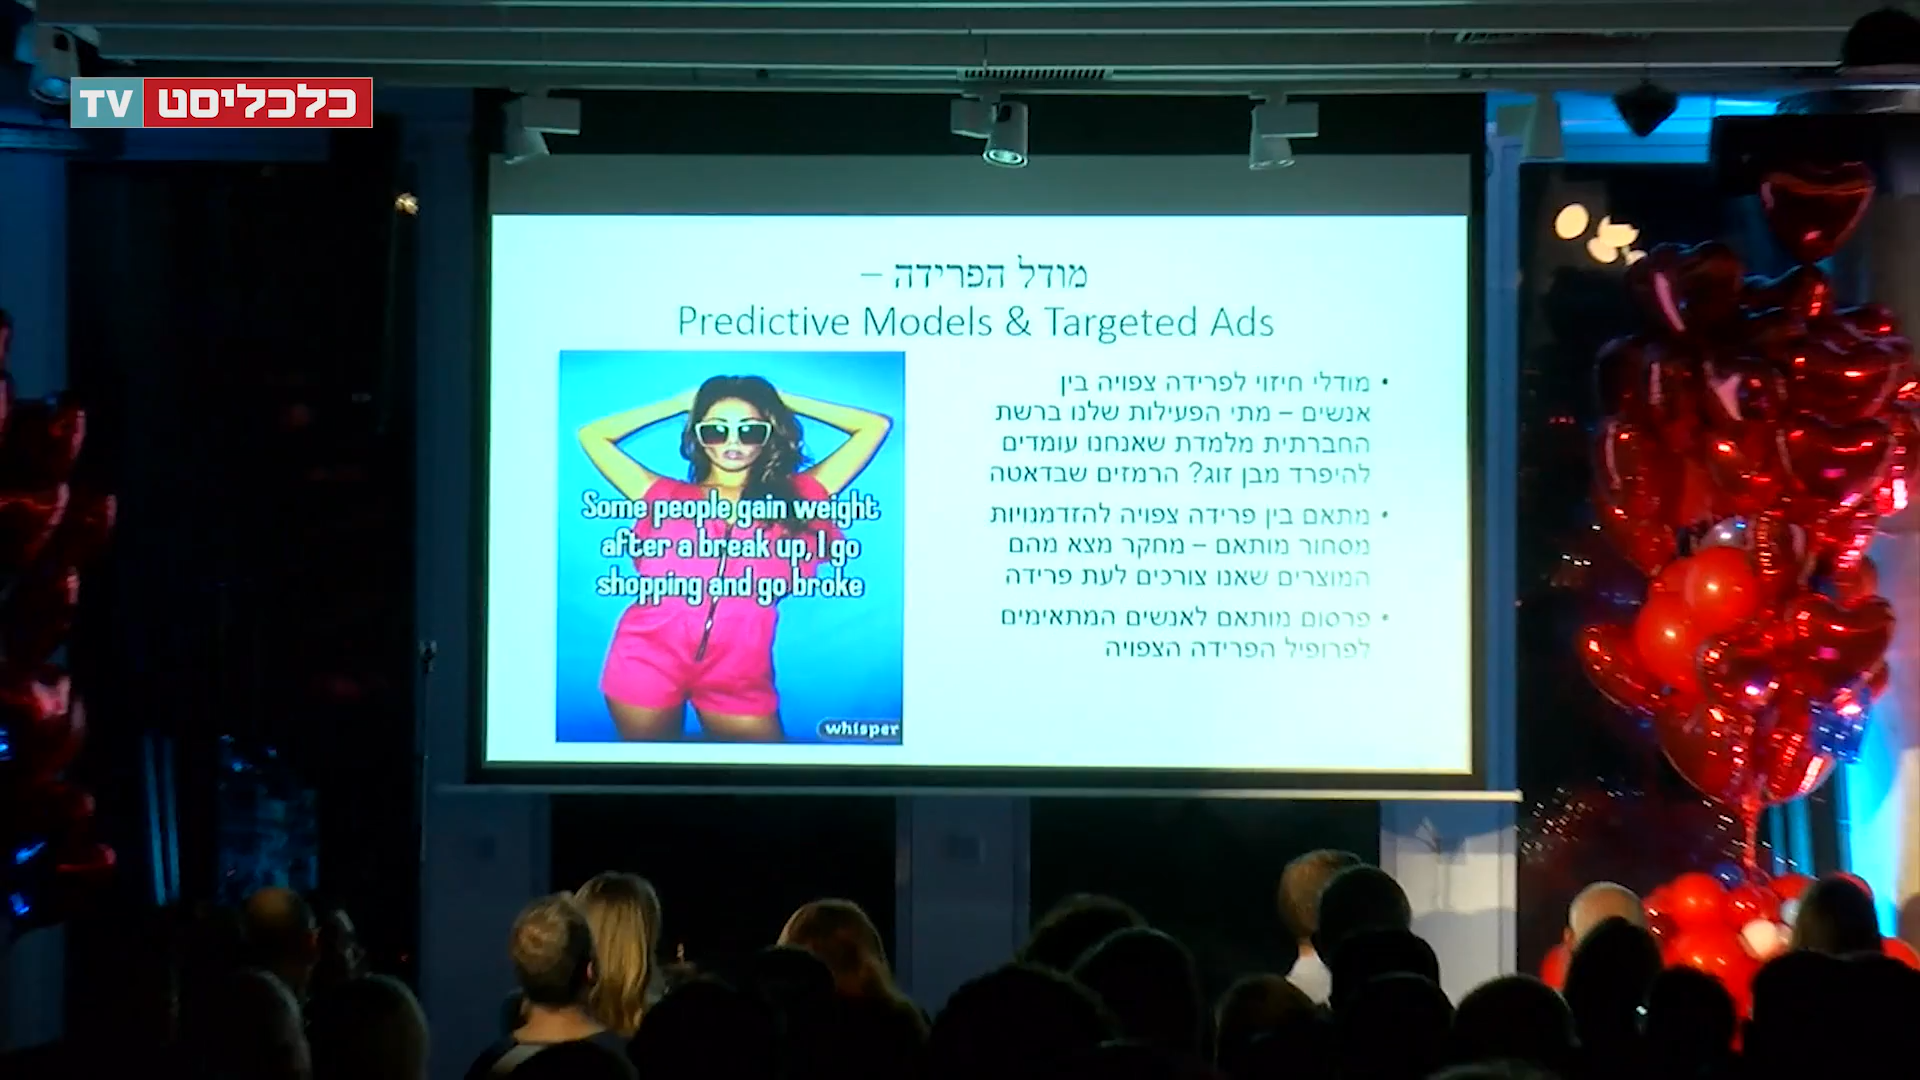 TV כלכליסט
מודל הפרידה –
Predictive Models & Targeted Ads
• מודלי חיזוי לפרידה צפויה בין
אנשים – מתי הפעילות שלנו ברשת
החברתית מלמדת שאנחנו עומדים
להיפרד מבן זוג? הרמזים שבדאטה
• מתאם בין פרידה צפויה להזדמנויות
מסחור מותאם – מחקר מצא מהם
המוצרים שאנו צורכים לעת פרידה
• פרסום מותאם לאנשים המתאימים
לפרופיל הפרידה הצפויה
Some people gain weight
after a break up, I go
shopping and go broke
whisper